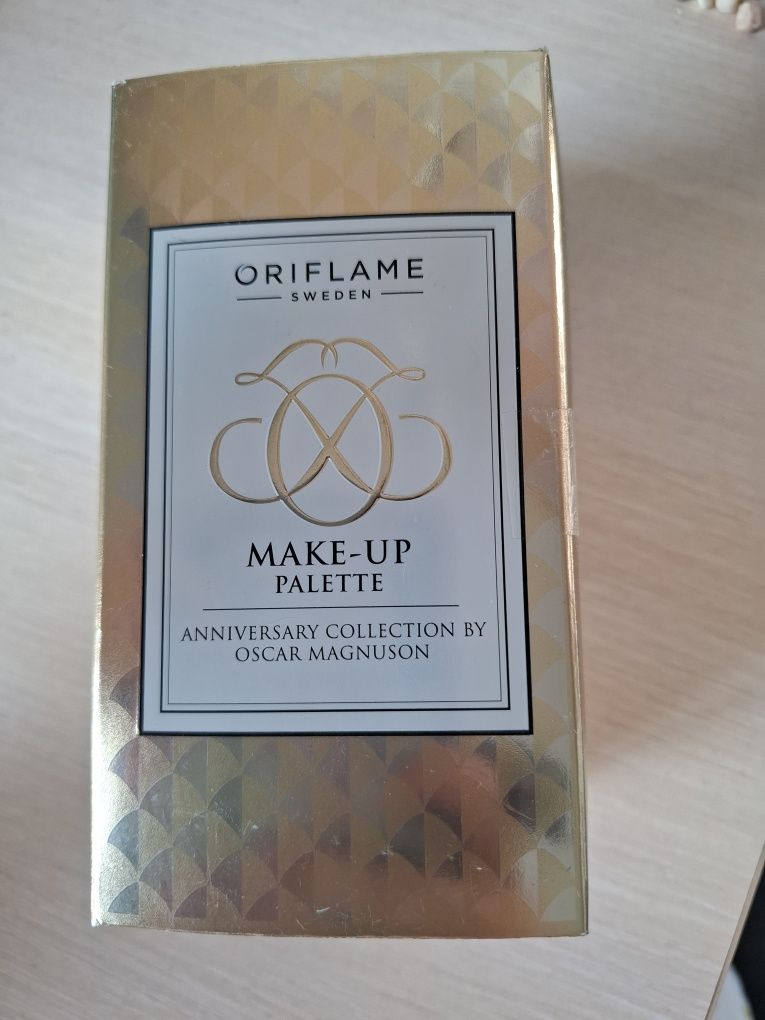 ORIFLAME
SWEDEN
MAKE-UP
PALETTE
ANNIVERSARY COLLECTION BY
OSCAR MAGNUSON